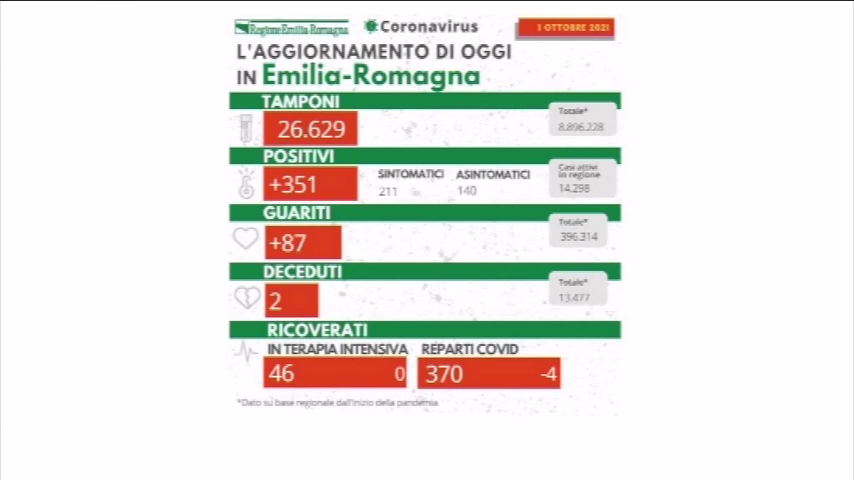 RegioneEmilia-Romagna
Coronavirus
1 OTTOBRE 2021
L'AGGIORNAMENTO DI OGGI
IN Emilia-Romagna
TAMPONI
26.629
Totale*
8.896.228
POSITIVI
+351
SINTOMATICI
211
ASINTOMATICI
140
Casi attivi
in regione
14.298
GUARITI
+87
Totale*
396.314
DECEDUTI
2
Totale*
13.477
RICOVERATI
IN TERAPIA INTENSIVA
46 0
REPARTI COVID
370 -4
*Dato su base regionale dall'inizio della pandemia